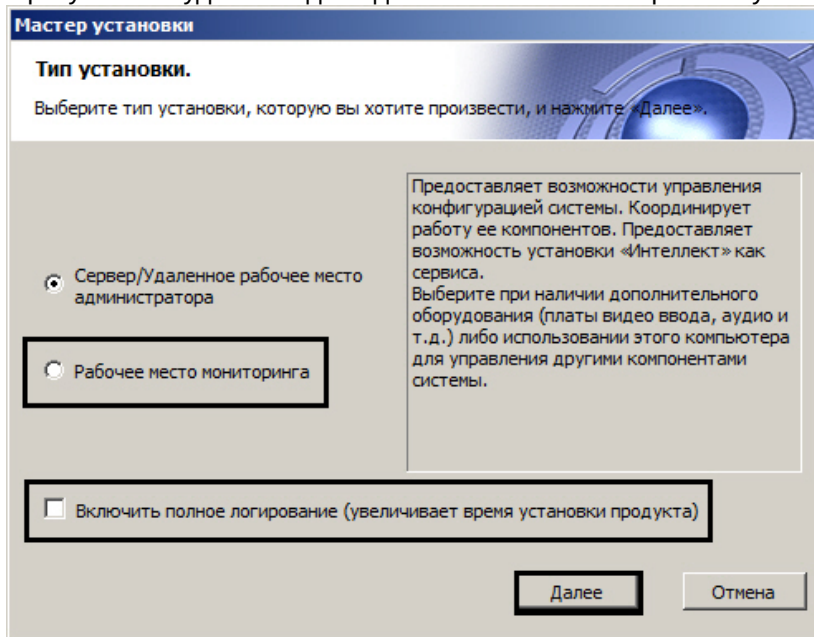 Мастер установки
Тип установки.
Выберите тип установки, которую вы хотите произвести, и нажмите «Далее».
Сервер/Удаленное рабочее место
администратора
Рабочее место мониторинга
Предоставляет возможности управления
конфигурацией системы. Координирует
работу ее компонентов. Предоставляет
возможность установки «Интеллект» как
сервиса.
Выберите при наличии дополнительного
оборудования (платы видео ввода, аудио и
т.д.) либо использовании этого компьютера
для управления другими компонентами
системы.
Включить полное логирование (увеличивает время установки продукта)
Далее
Отмена